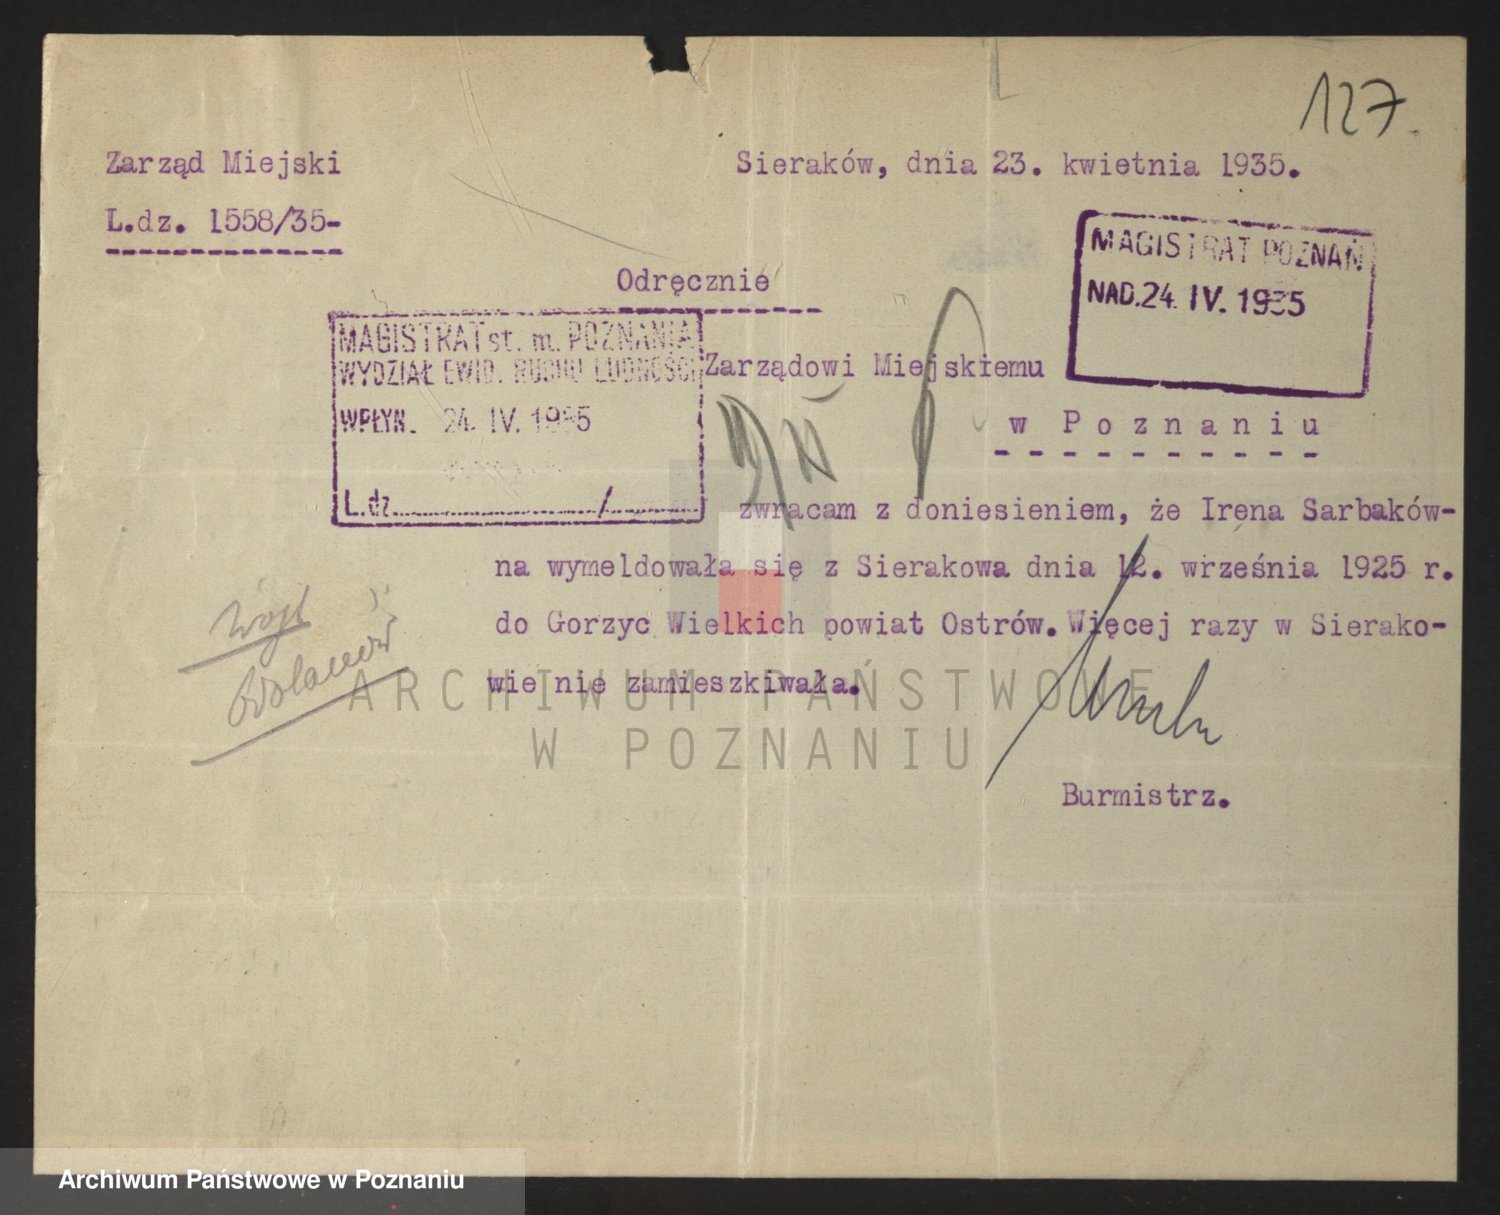 127.
Zarząd Miejski
Sieraków, dnia 23. kwietnia 1935.
L.dz. 1558/35-
MAGISTRAT POZNAŃ
NAD. 24. IV. 1935
Odręcznie
MAGISTRAT st. m. POZNANIA
WYDZIAŁ EWID. RUCHU LUDNOŚCI
WPŁYN. 24. IV. 1935
L.dz. /
Zarządowi Miejskiemu
w Poznaniu
zwracam z doniesieniem, że Irena Sarbaków-
na wymeldowała się z Sierakowa dnia 12. września 1925 r.
do Gorzyc Wielkich powiat Ostrów. Więcej razy w Sierako-
wie nie zamieszkiwała.
Wójt
Burmistrz.
ARCHIWUM PAŃSTWOWE
W POZNANIU
Archiwum Państwowe w Poznaniu